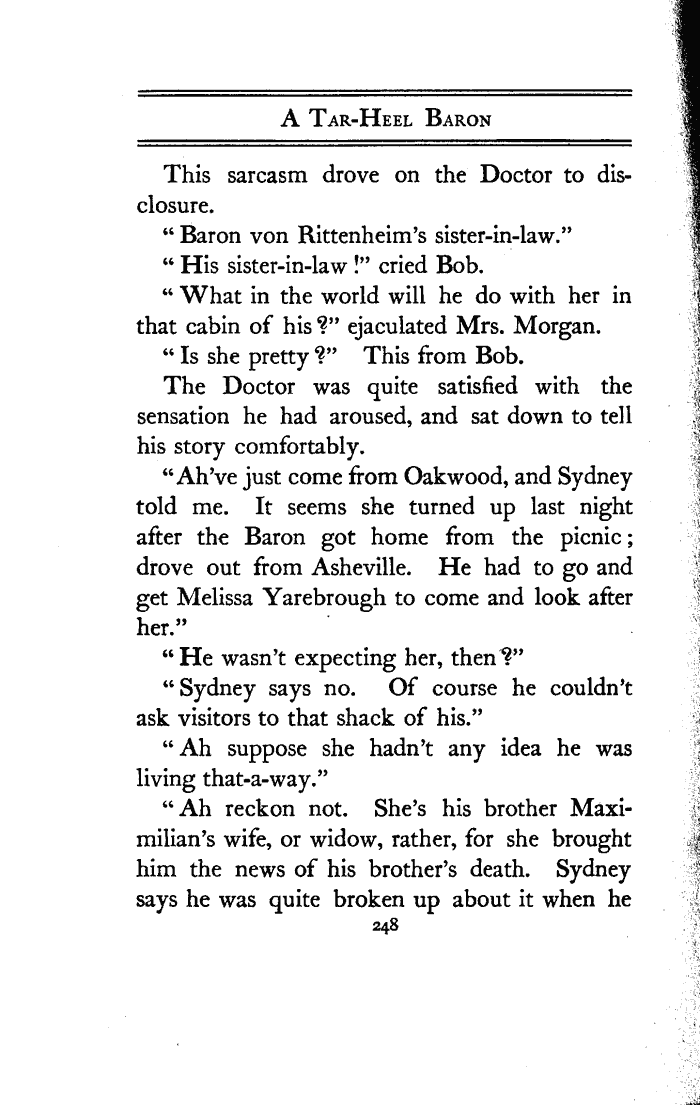 A Tar-Heel Baron
This sarcasm drove on the Doctor to dis-
closure.
“Baron von Rittenheim’s sister-in-law.”
“His sister-in-law!” cried Bob.
“What in the world will he do with her in
that cabin of his?” ejaculated Mrs. Morgan.
“Is she pretty?” This from Bob.
The Doctor was quite satisfied with the
sensation he had aroused, and sat down to tell
his story comfortably.
“Ah’ve just come from Oakwood, and Sydney
told me. It seems she turned up last night
after the Baron got home from the picnic;
drove out from Asheville. He had to go and
get Melissa Yarebrough to come and look after
her.”
“He wasn’t expecting her, then?”
“Sydney says no. Of course he couldn’t
ask visitors to that shack of his.”
“Ah suppose she hadn’t any idea he was
living that-a-way.”
“Ah reckon not. She’s his brother Maxi-
milian’s wife, or widow, rather, for she brought
him the news of his brother’s death. Sydney
says he was quite broken up about it when he
248